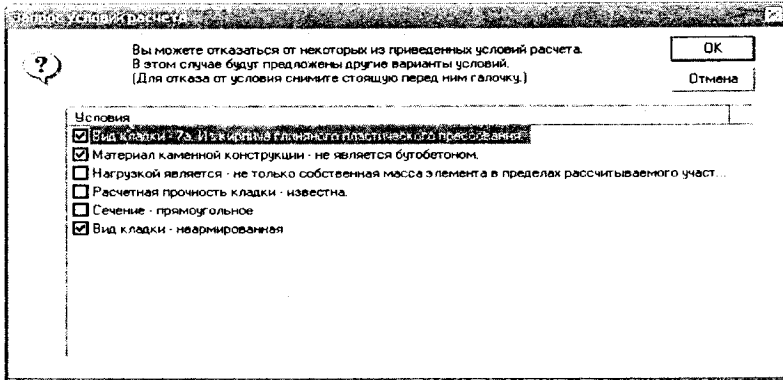 Запрос условий расчета
Вы можете отказаться от некоторых из приведенных условий расчета.
В этом случае будут предложены другие варианты условий.
(Для отказа от условия снимите стоящую перед ним галочку.)
OK
Отмена
Условия
Вид кладки - 7а. Из кирпича глиняного пластического прессования.
Материал каменной конструкции - не является бутобетоном.
Нагрузкой является - не только собственная масса элемента в пределах рассчитываемого участ...
Расчетная прочность кладки - известна.
Сечение - прямоугольное
Вид кладки - неармированная